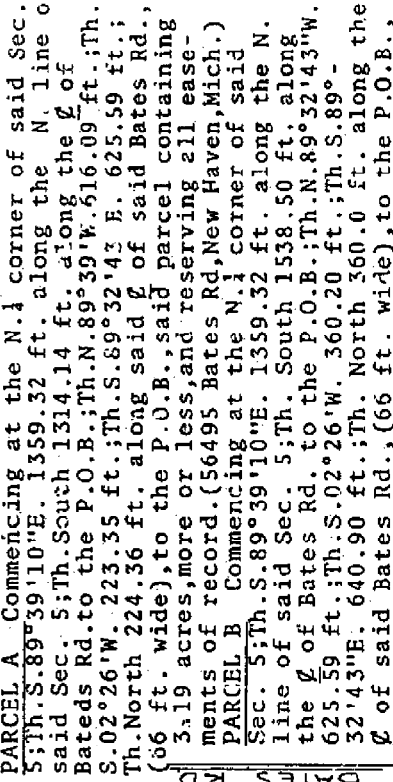 PARCEL A Commencing at the N.¼ corner of said Sec.
5;Th.S.89°39'10"E. 1359.32 ft. along the N. line o
said Sec. 5;Th.South 1314.14 ft. along the ℄ of
Bateds Rd.to the P.O.B.;Th.N.89°39'W.616.09 ft.;Th.
S.02°26'W. 223.35 ft.;Th.S.89°32'43 E. 625.59 ft.;
Th.North 224.36 ft. along said ℄ of said Bates Rd.,
(66 ft. wide),to the P.O.B.,said parcel containing
3.19 acres,more or less,and reserving all ease-
ments of record.(56495 Bates Rd,New Haven,Mich.)
PARCEL B Commencing at the N.¼ corner of said
Sec. 5;Th.S.89°39'10"E. 1359.32 ft. along the N.
line of said Sec. 5;Th. South 1538.50 ft. along
the ℄ of Bates Rd. to the P.O.B.;Th.N.89°32'43"W.
625.59 ft.;Th.S.02°26'W. 360.20 ft.;Th.S.89°-
32'43"E. 640.90 ft.;Th. North 360.0 ft. along the
℄ of said Bates Rd.,(66 ft. wide),to the P.O.B.,